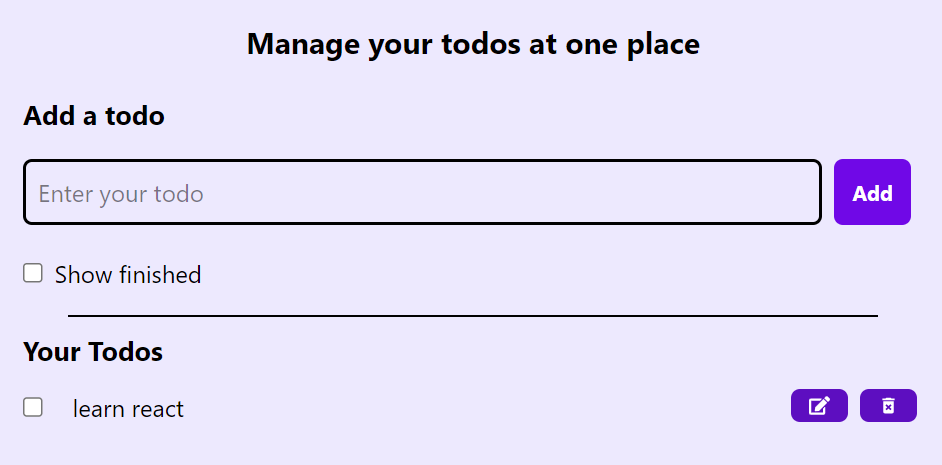 Manage your todos at one place
Add a todo
Enter your todo
Add
Show finished
Your Todos
learn react